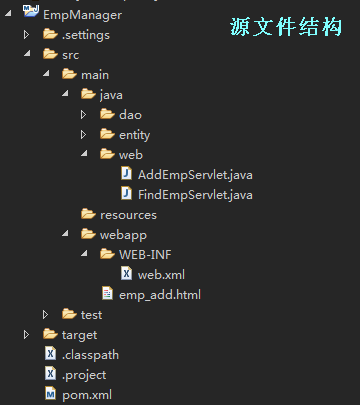 EmpManager
源文件结构
.settings
src
main
java
dao
entity
web
AddEmpServlet.java
FindEmpServlet.java
resources
webapp
WEB-INF
web.xml
emp_add.html
test
target
.classpath
.project
pom.xml